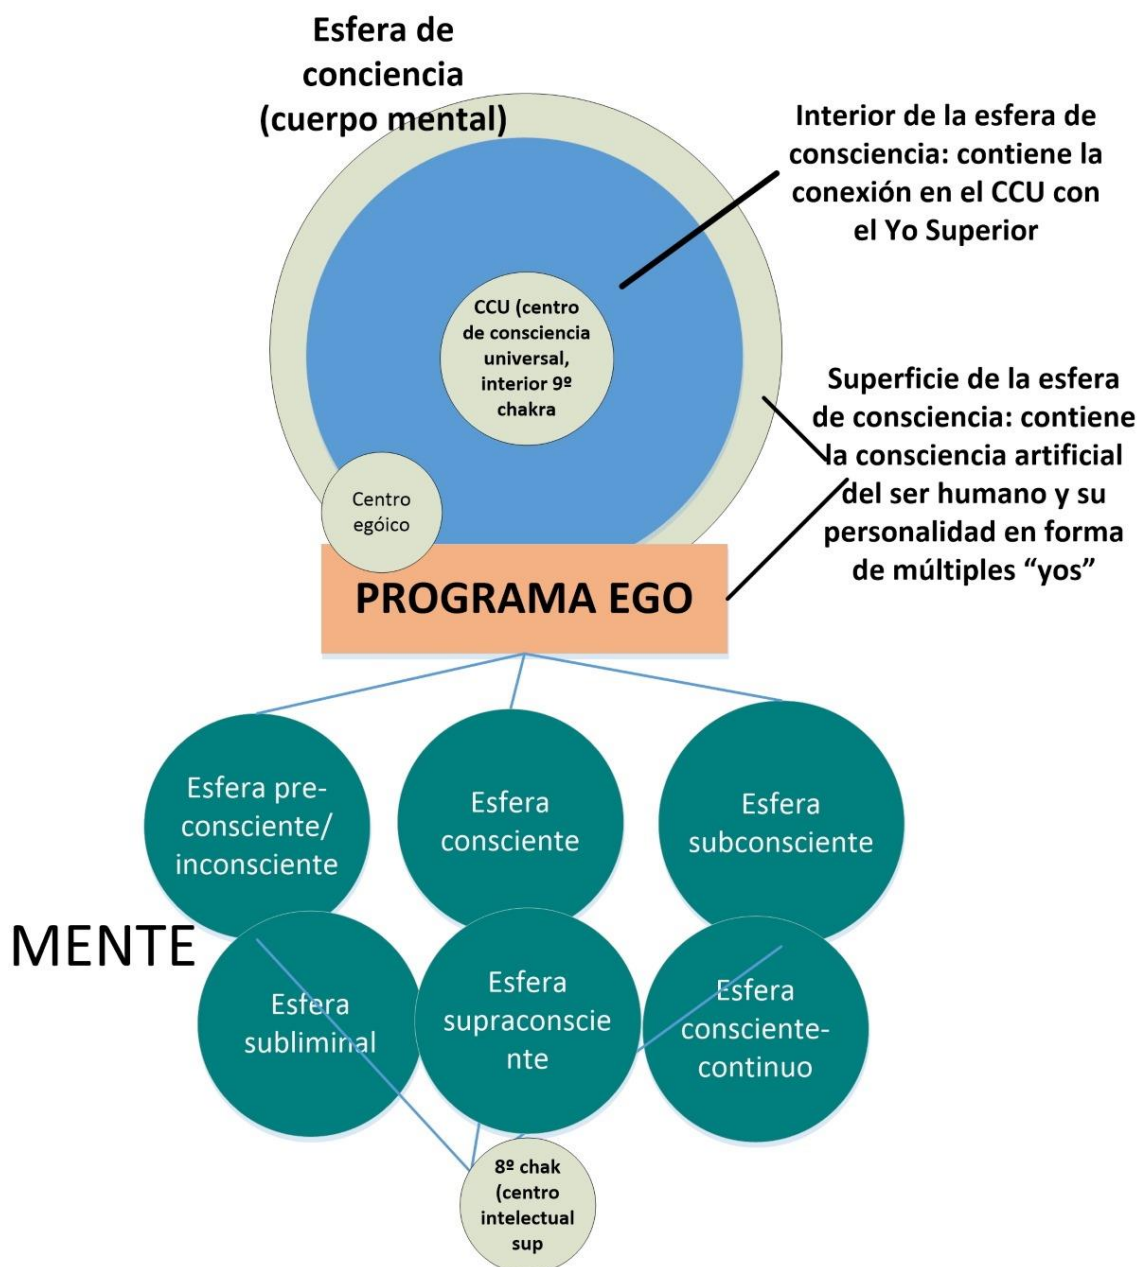 Esfera de
conciencia
(cuerpo mental)
Interior de la esfera de
consciencia: contiene la
conexión en el CCU con
el Yo Superior
CCU (centro
de consciencia
universal,
interior 9º
chakra
Superficie de la esfera
de consciencia: contiene
la consciencia artificial
del ser humano y su
personalidad en forma
de múltiples “yos”
Centro
egóico
PROGRAMA EGO
Esfera pre-
consciente/
inconsciente
Esfera
consciente
Esfera
subconsciente
MENTE
Esfera
subliminal
Esfera
supraconscie
nte
Esfera
consciente-
continuo
8º chak
(centro
intelectual
sup